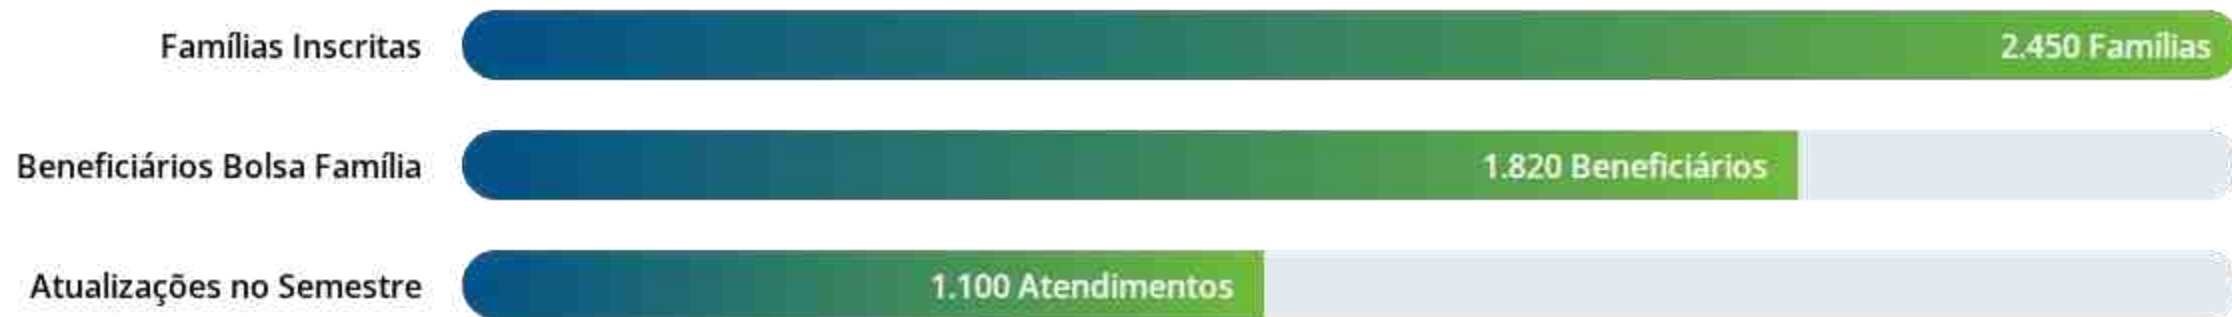 Famílias Inscritas 2.450 Famílias
Beneficiários Bolsa Família 1.820 Beneficiários
Atualizações no Semestre 1.100 Atendimentos